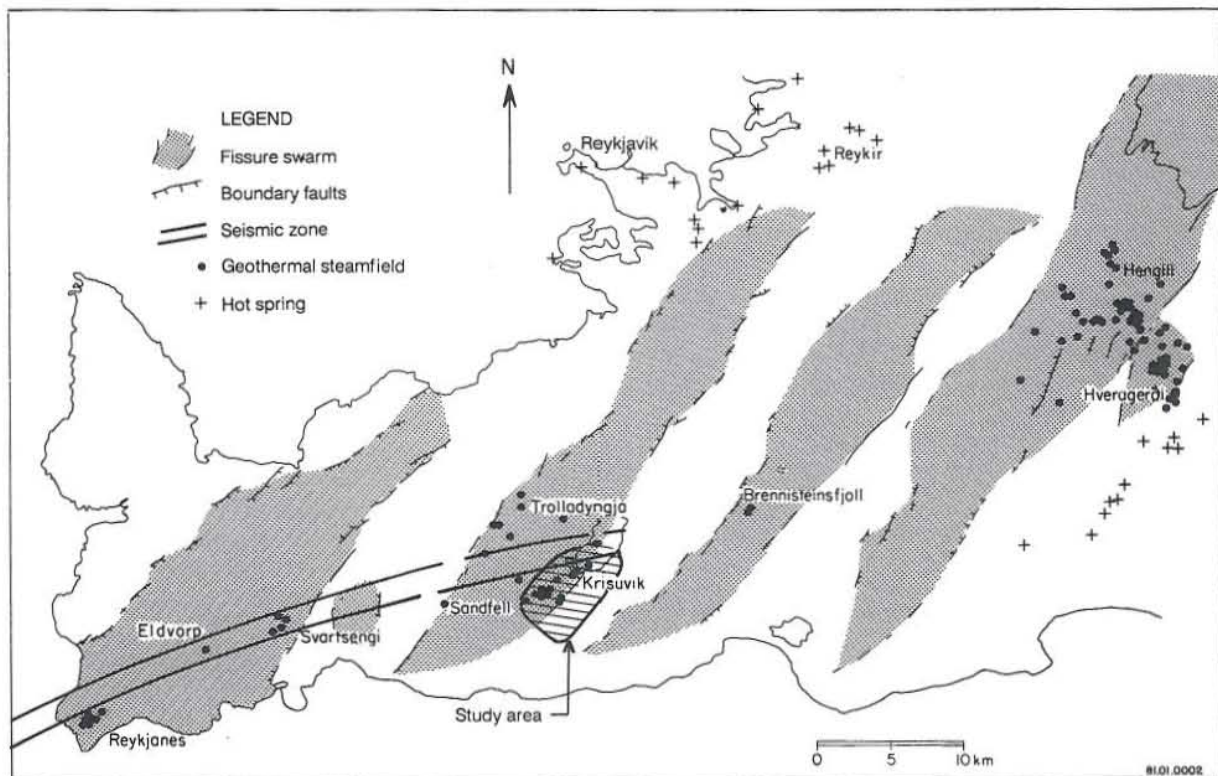 N
LEGEND
Fissure swarm
Boundary faults
Seismic zone
Geothermal steamfield
Hot spring
Reykjavik
Reykir
Hengill
Hveragerði
Trolladyngja
Brennisteinsfjoll
Krisuvik
Sandfell
Eldvorp
Svartsengi
Reykjanes
Study area
0 5 10 km
81.01.0002